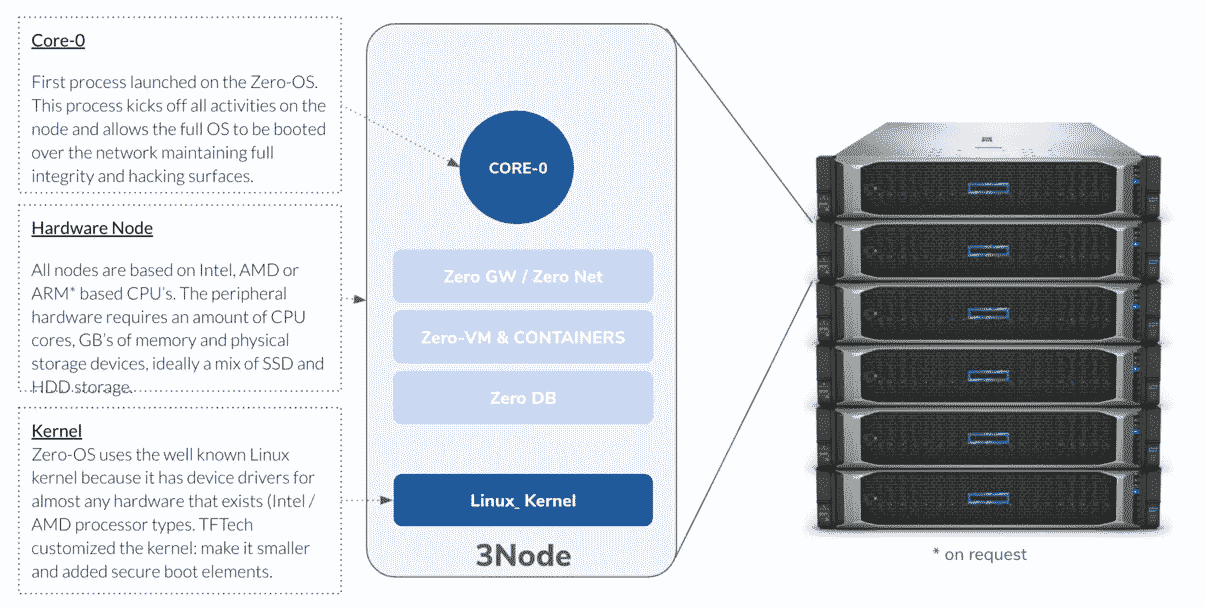 Core-0
First process launched on the Zero-OS.
This process kicks off all activities on the
node and allows the full OS to be booted
over the network maintaining full
integrity and hacking surfaces.
Hardware Node
All nodes are based on Intel, AMD or
ARM* based CPU's. The peripheral
hardware requires an amount of CPU
cores, GB's of memory and physical
storage devices, ideally a mix of SSD and
HDD storage.
Kernel
Zero-OS uses the well known Linux
kernel because it has device drivers for
almost any hardware that exists (Intel /
AMD processor types. TFTech
customized the kernel: make it smaller
and added secure boot elements.
CORE-0
Zero GW / Zero Net
Zero-VM & CONTAINERS
Zero DB
Linux_ Kernel
3Node
* on request